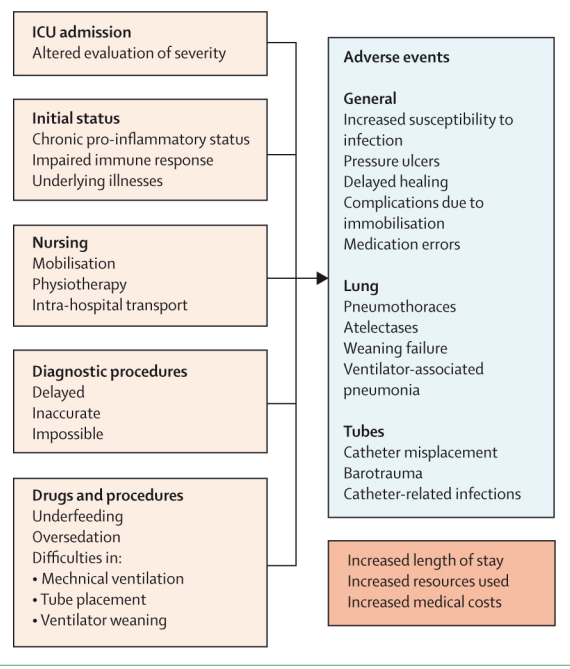 ICU admission
Altered evaluation of severity
Initial status
Chronic pro-inflammatory status
Impaired immune response
Underlying illnesses
Nursing
Mobilisation
Physiotherapy
Intra-hospital transport
Diagnostic procedures
Delayed
Inaccurate
Impossible
Drugs and procedures
Underfeeding
Oversedation
Difficulties in:
• Mechnical ventilation
• Tube placement
• Ventilator weaning
Adverse events
General
Increased susceptibility to
infection
Pressure ulcers
Delayed healing
Complications due to
immobilisation
Medication errors
Lung
Pneumothoraces
Atelectases
Weaning failure
Ventilator-associated
pneumonia
Tubes
Catheter misplacement
Barotrauma
Catheter-related infections
Increased length of stay
Increased resources used
Increased medical costs